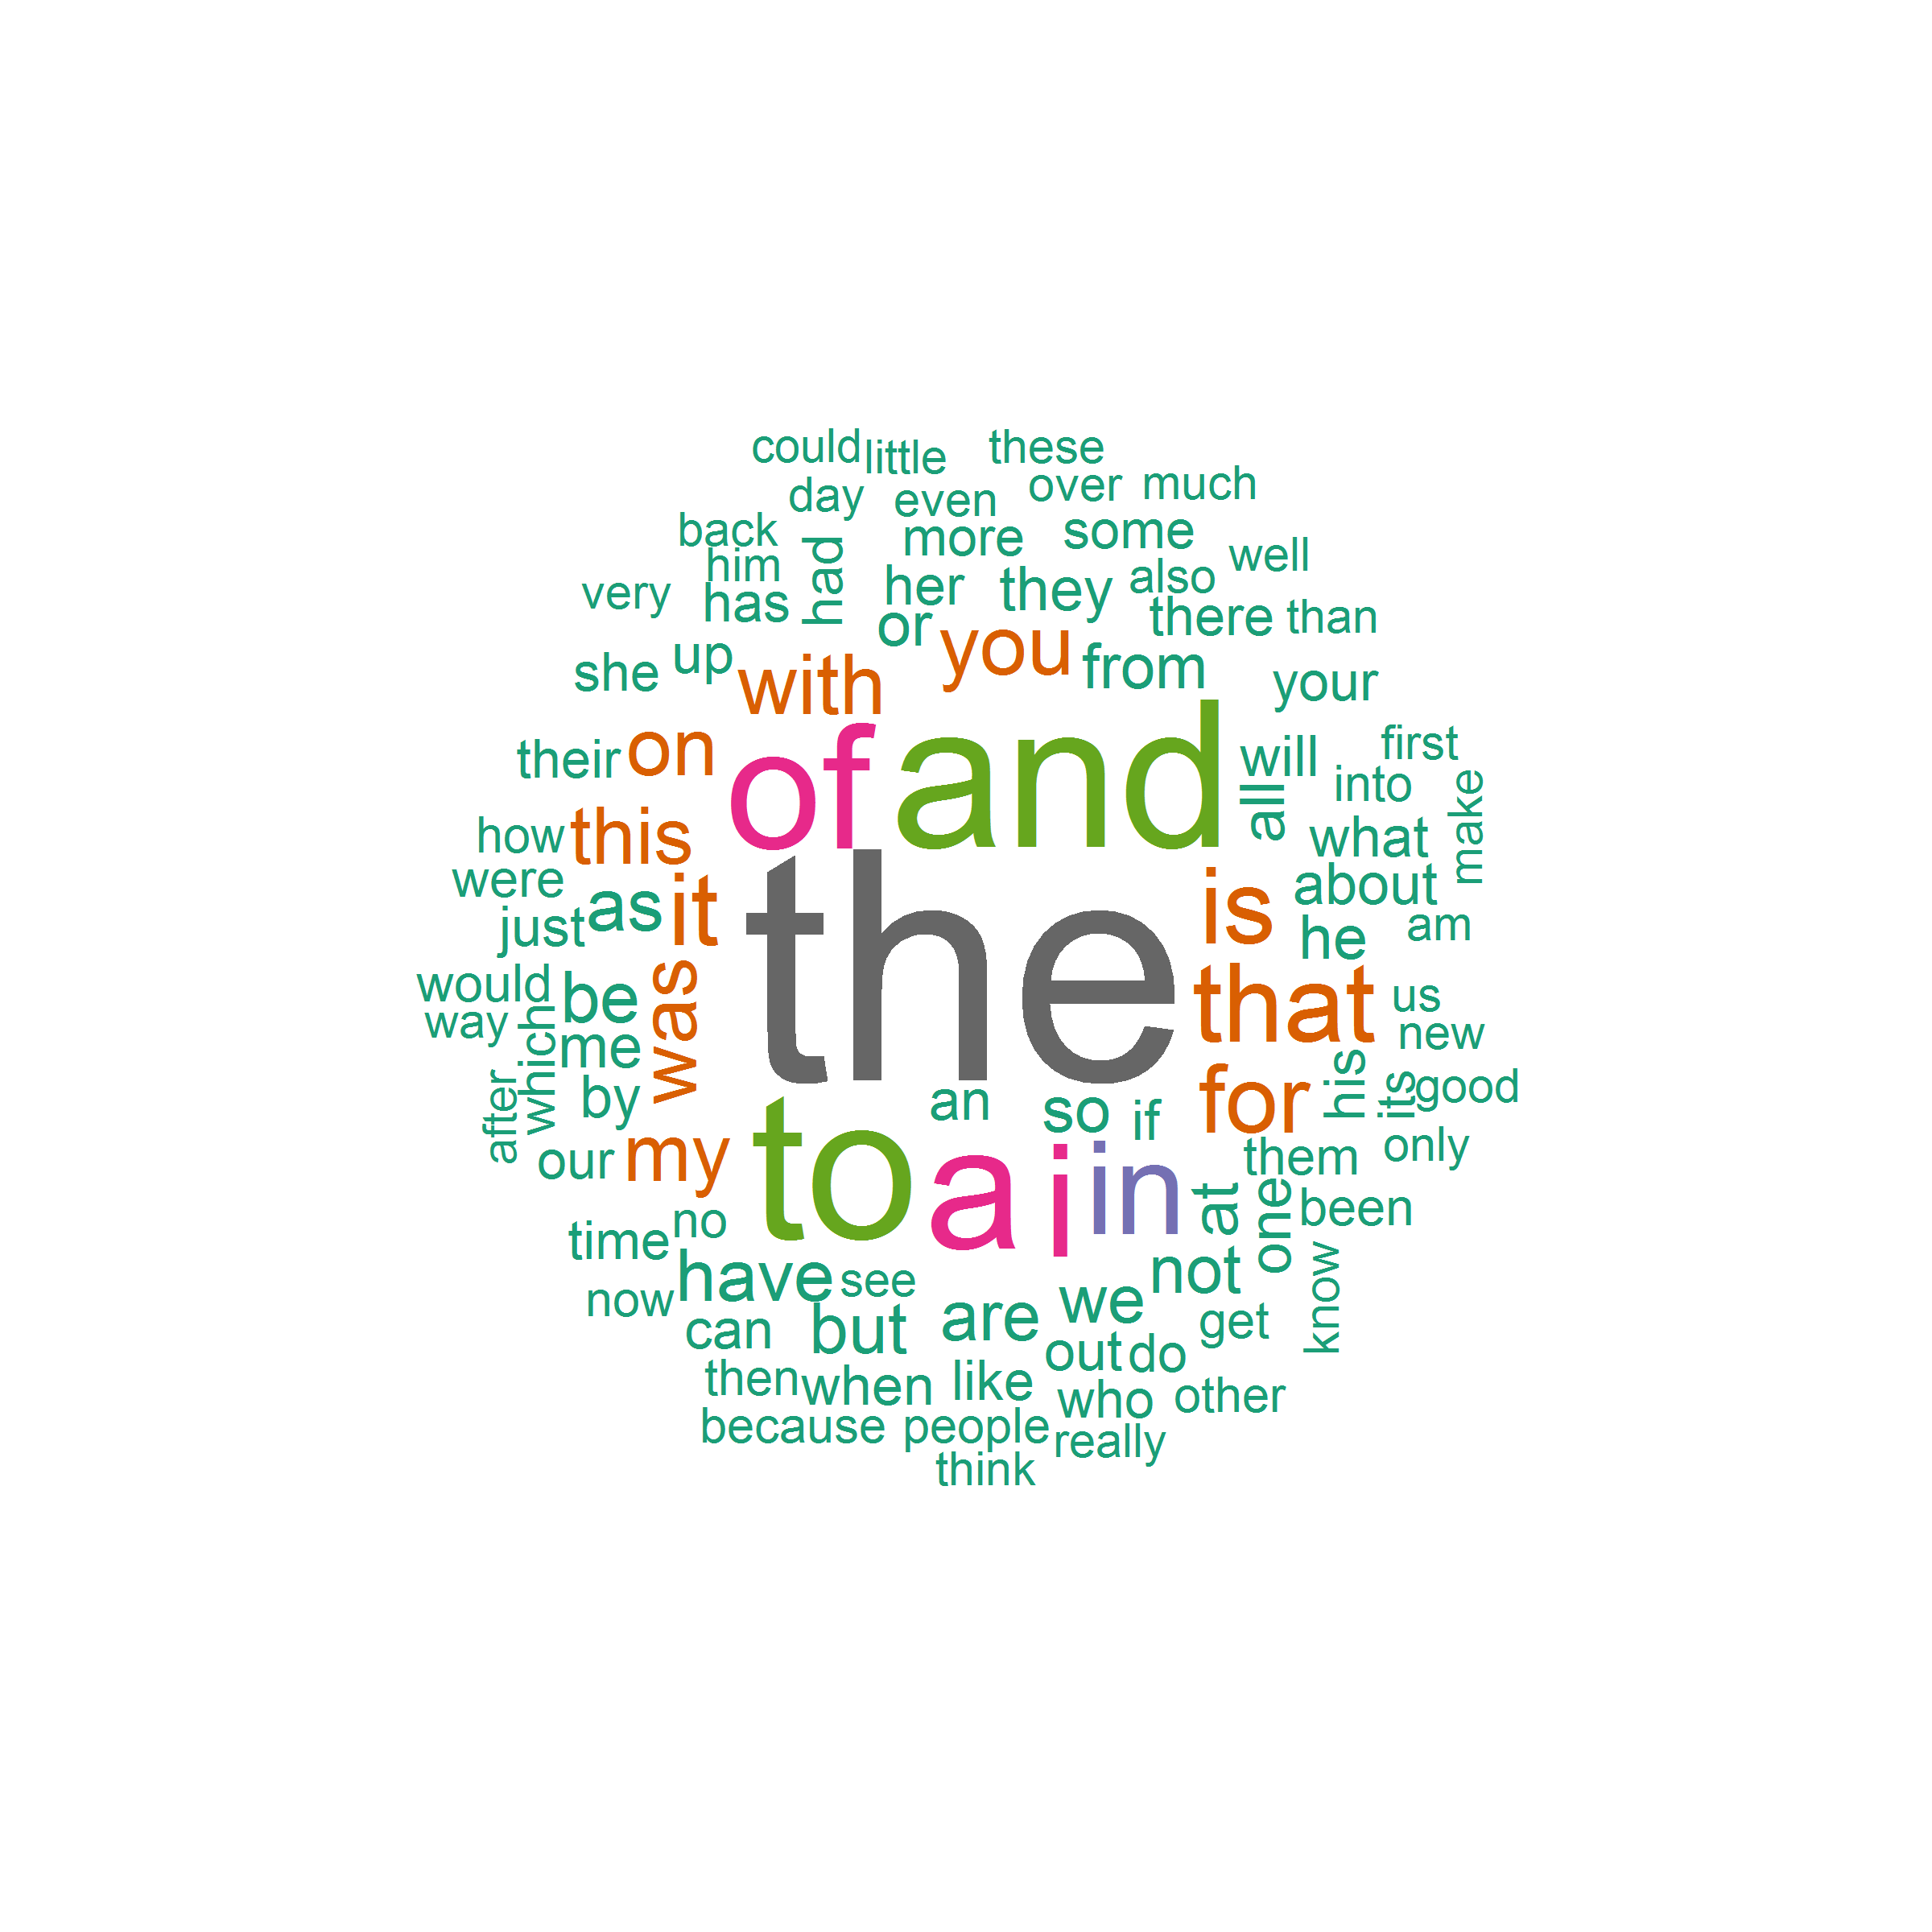 could
little
these
day
even
over
much
back
more
some
well
him
had
her
they
also
very
has
or
there
than
she
up
with
you
from
your
their
on
of
and
will
first
how
this
all
into
make
were
as
it
the
is
what
about
just
he
am
would
be
was
that
us
way
which
me
new
after
by
an
so
if
for
his
its
good
our
my
to
a
i
in
them
only
time
no
at
one
been
now
have
see
we
not
get
know
can
but
are
out
do
then
when
like
who
other
because
people
really
think